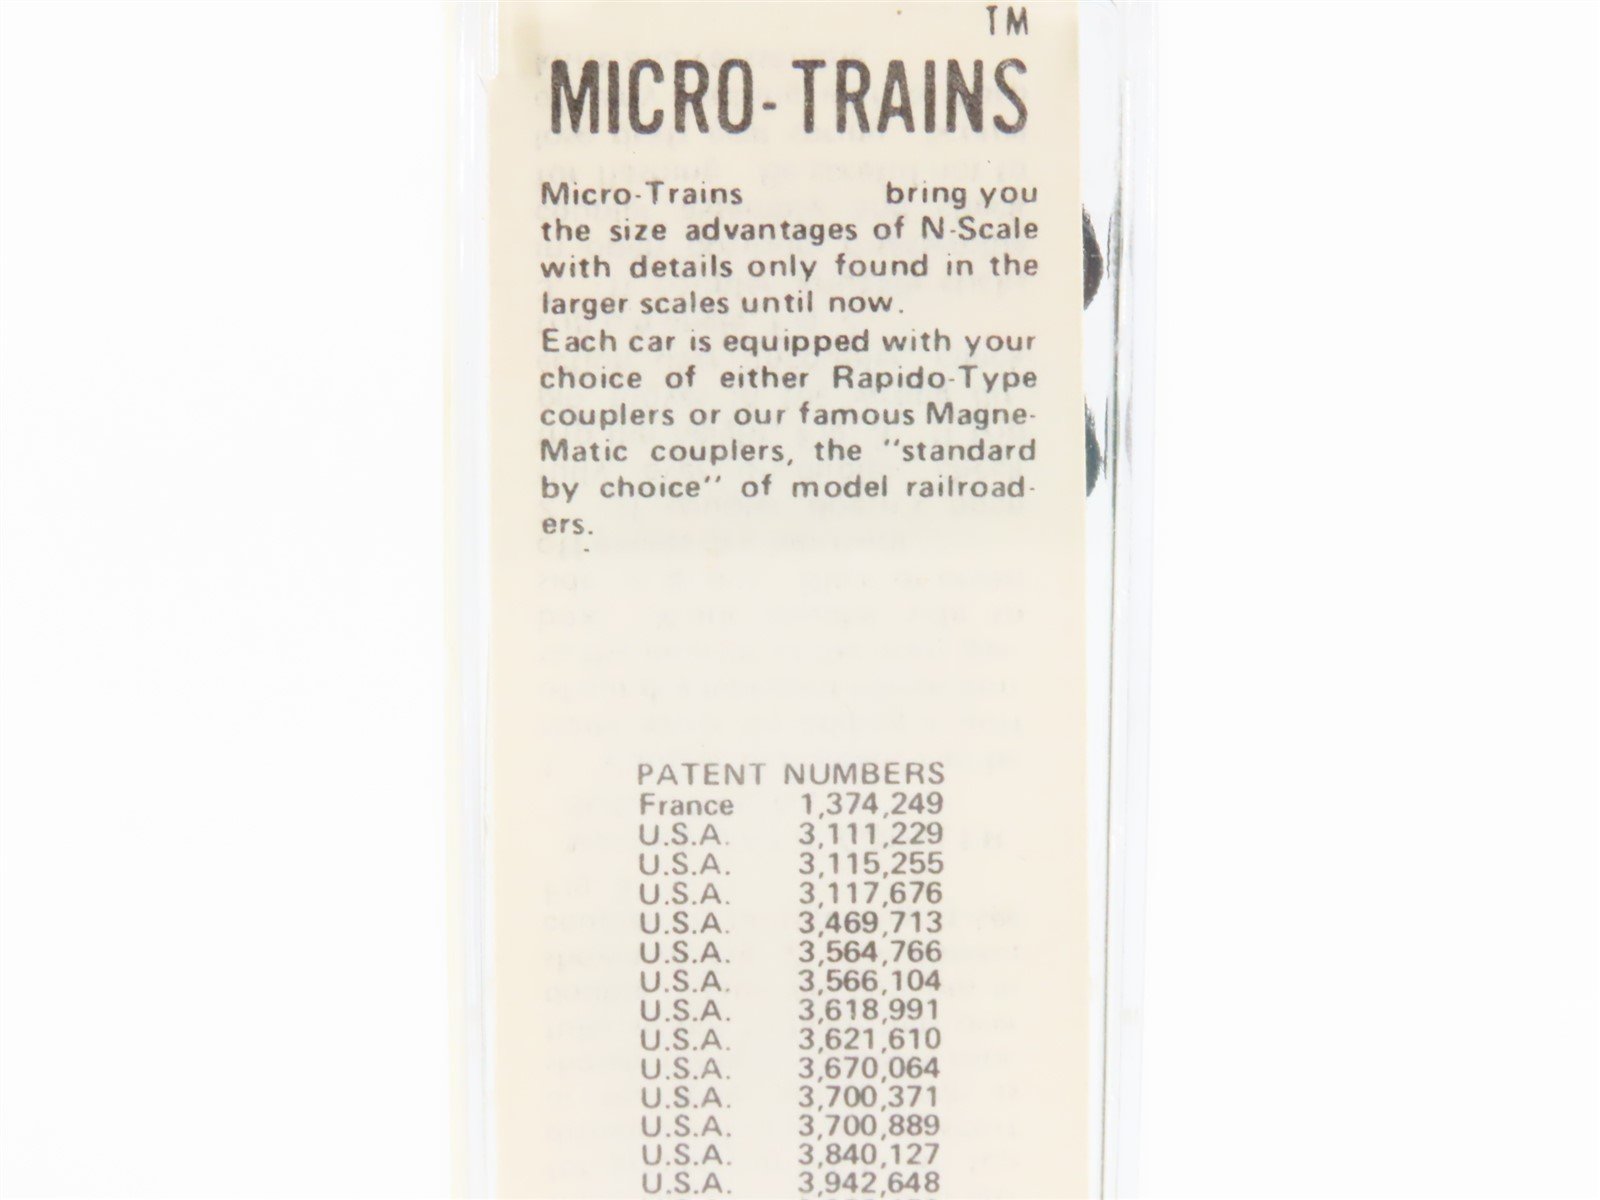 TM
MICRO-TRAINS
Micro-Trains bring you
the size advantages of N-Scale
with details only found in the
larger scales until now.
Each car is equipped with your
choice of either Rapido-Type
couplers or our famous Magne-
Matic couplers, the "standard
by choice" of model railroad-
ers.
PATENT NUMBERS
France 1,374,249
U.S.A. 3,111,229
U.S.A. 3,115,255
U.S.A. 3,117,676
U.S.A. 3,469,713
U.S.A. 3,564,766
U.S.A. 3,566,104
U.S.A. 3,618,991
U.S.A. 3,621,610
U.S.A. 3,670,064
U.S.A. 3,700,371
U.S.A. 3,700,889
U.S.A. 3,840,127
U.S.A. 3,942,648